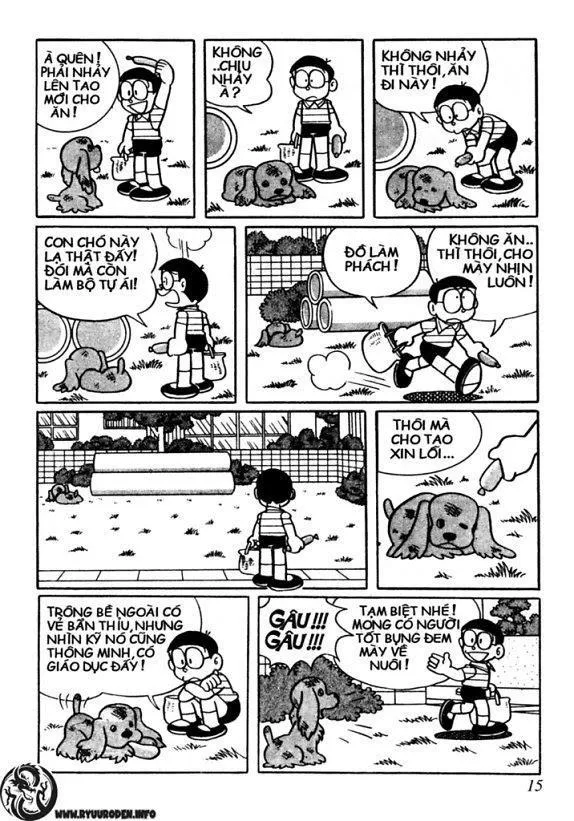 À QUÊN!
PHẢI NHẢY
LÊN TAO
MỚI CHO
ĂN!
KHÔNG
..CHỊU
NHẢY
À?
KHÔNG NHẢY
THÌ THÔI, ĂN
ĐI NÀY!
CON CHÓ NÀY
LẠ THẬT ĐẤY!
ĐÓI MÀ CÒN
LÀM BỘ TỰ ÁI!
ĐỒ LÀM
PHÁCH!
KHÔNG ĂN..
THÌ THÔI, CHO
MÀY NHỊN
LUÔN!
THÔI MÀ
CHO TAO
XIN LỖI...
TRÔNG BỀ NGOÀI CÓ
VẺ BẨN THỈU, NHƯNG
NHÌN KỸ NÓ CŨNG
THÔNG MINH, CÓ
GIÁO DỤC ĐẤY!
GÂU!!!
GÂU!!!
TẠM BIỆT NHÉ!
MONG CÓ NGƯỜI
TỐT BỤNG ĐEM
MÀY VỀ
NUÔI!
15
WWW.RYUURODEN.INFO